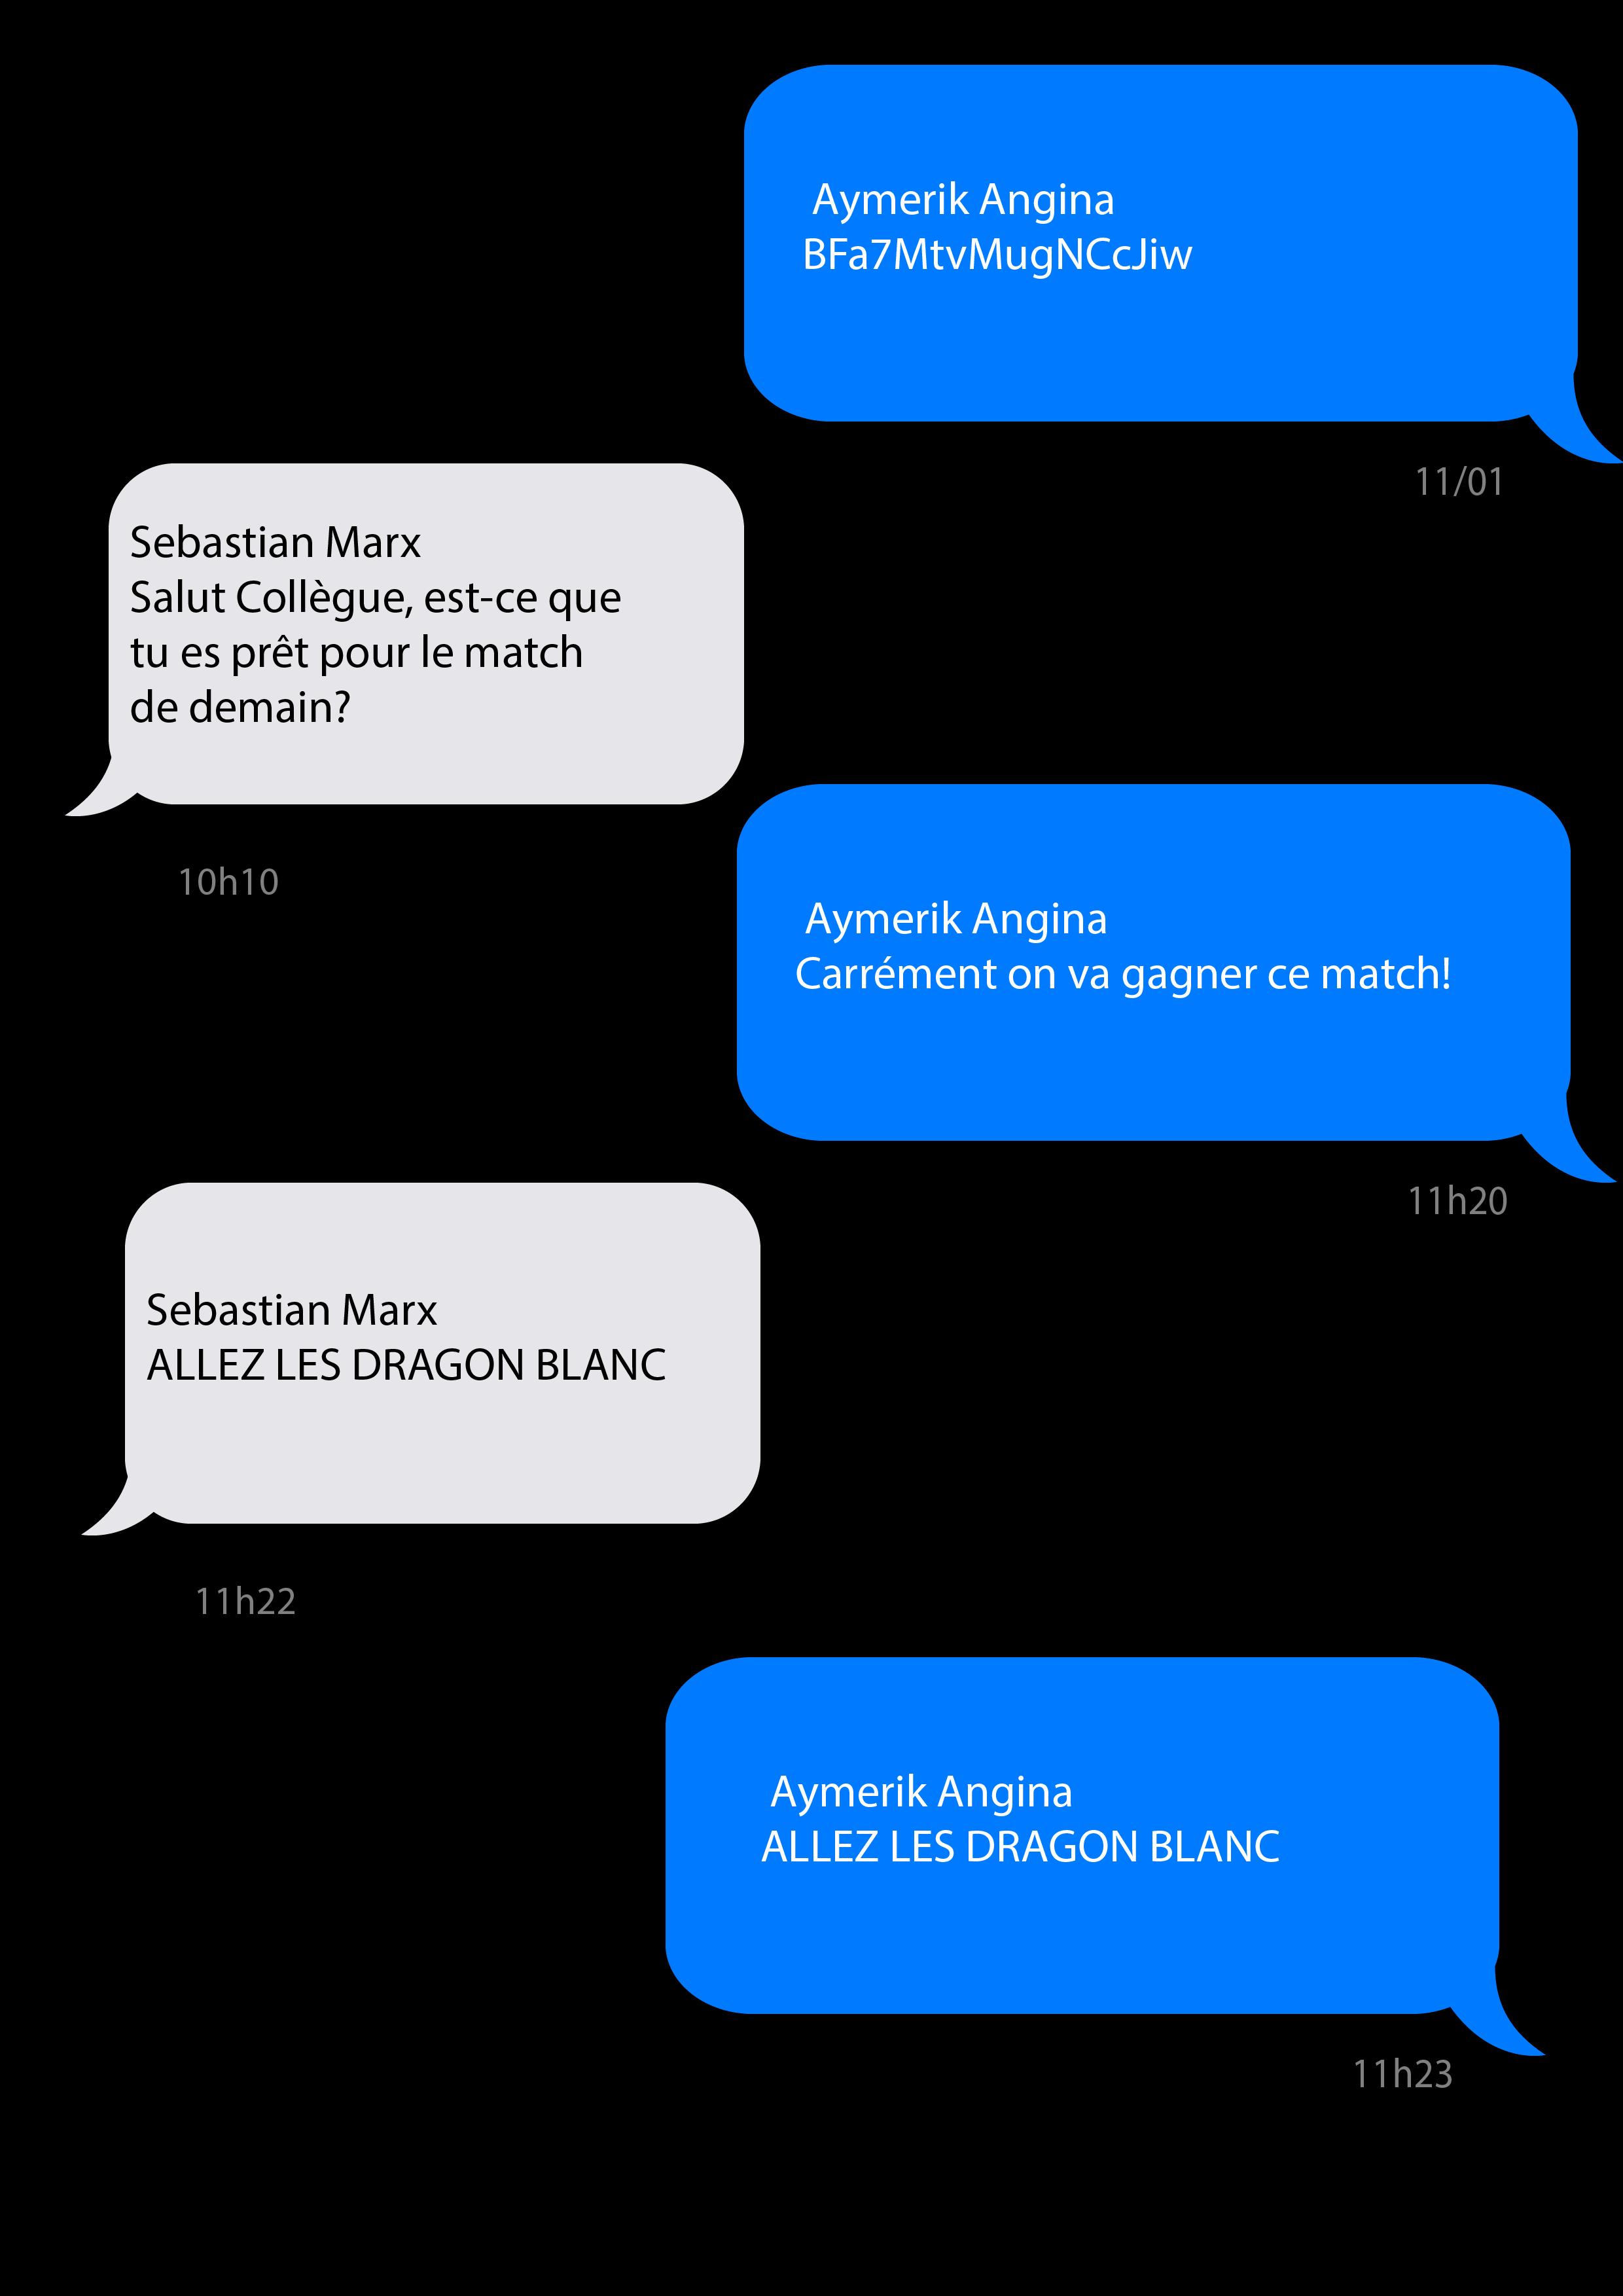 Aymerik Angina
BFa7MtvMugNCcJiw
11/01
Sebastian Marx
Salut Collègue, est-ce que
tu es prêt pour le match
de demain?
10h10
Aymerik Angina
Carrément on va gagner ce match!
11h20
Sebastian Marx
ALLEZ LES DRAGON BLANC
11h22
Aymerik Angina
ALLEZ LES DRAGON BLANC
11h23